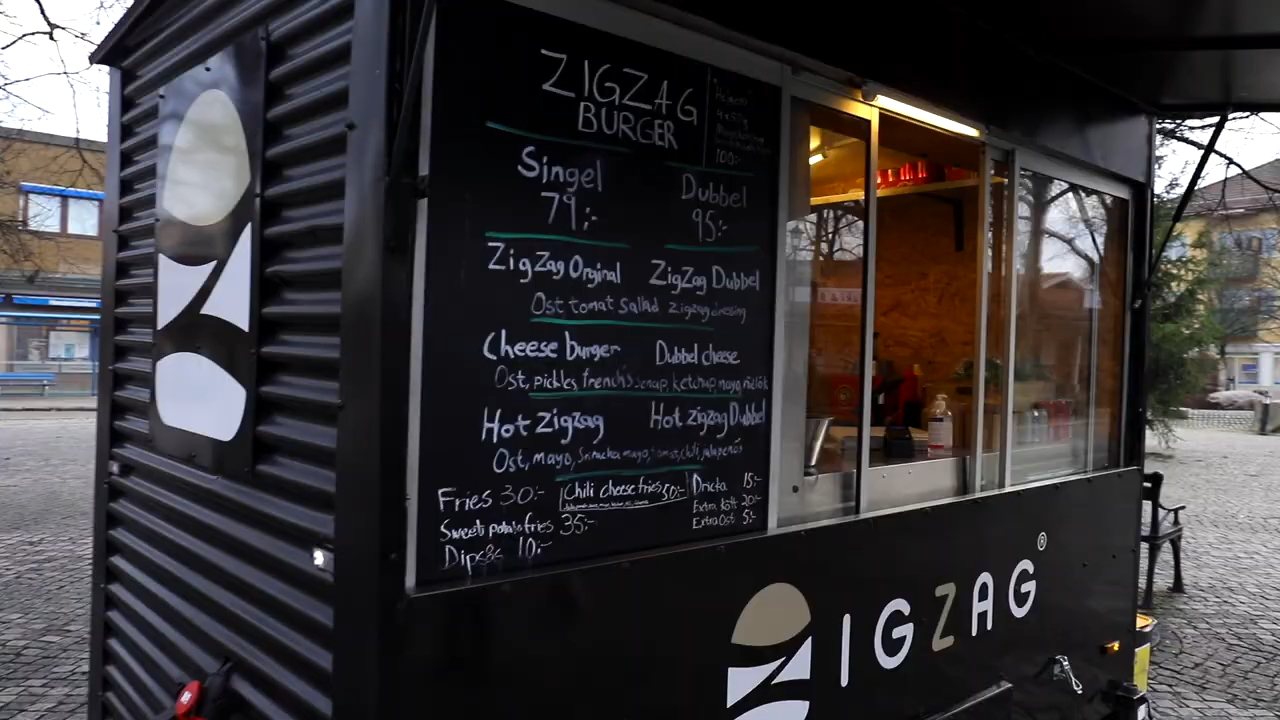 ZIGZAG
BURGER
100:-
Singel
79;-
Dubbel
95:-
ZigZag Orginal
ZigZag Dubbel
Ost tomat Sallad Zigzag dressing
Cheese burger
Dubbel cheese
Ost, pickles, french's senap, ketchup mayo, rödlök
Hot zigzag
Hot zigzag Dubbel
Ost, mayo, Sriracha mayo, tomat, chili, jalapenos
Fries 30:-
Chili cheese fries 50:-
Sweet potato fries 35:-
Dips 10:-
Dricka 15:-
Extra kött 20:-
Extra Ost 5:-
ZIGZAG®